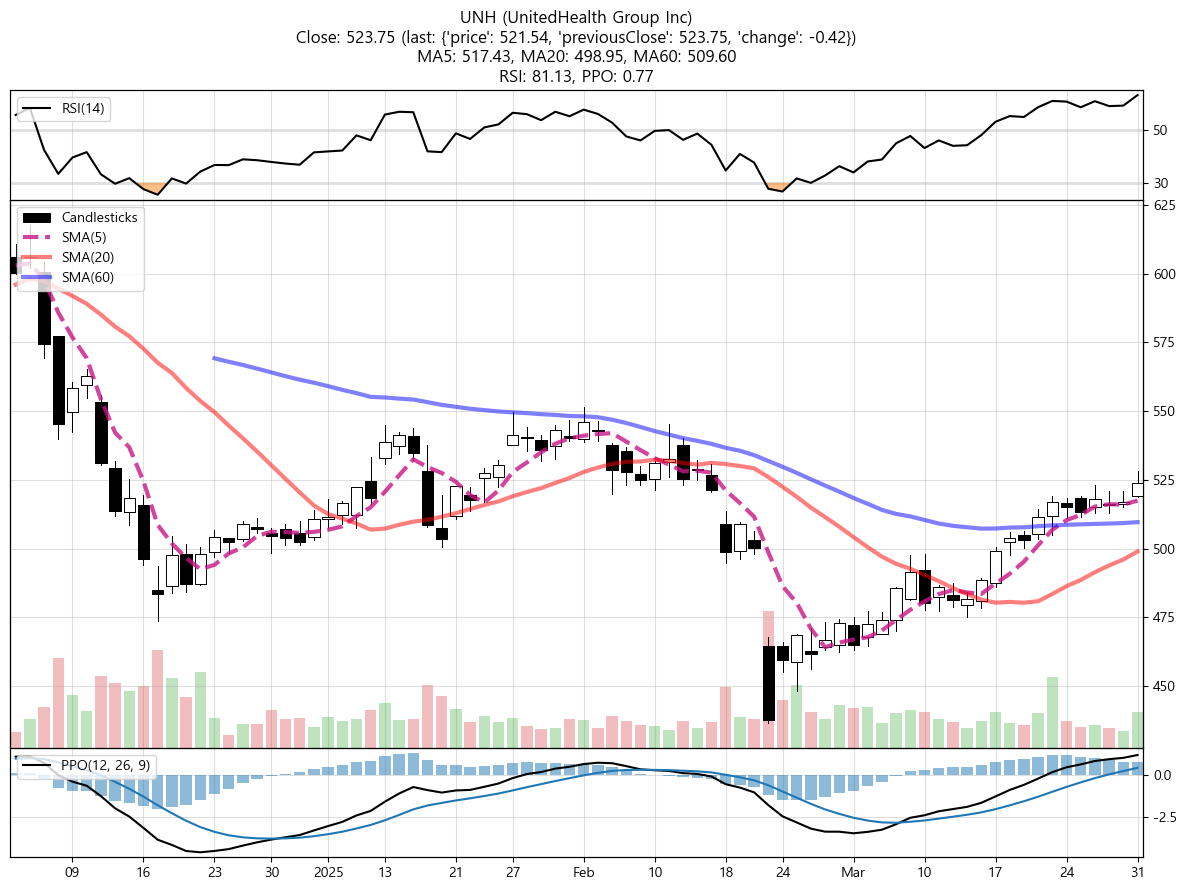 UNH (UnitedHealth Group Inc)
Close: 523.75 (last: {'price': 521.54, 'previousClose': 523.75, 'change': -0.42})
MA5: 517.43, MA20: 498.95, MA60: 509.60
RSI: 81.13, PPO: 0.77
RSI(14)
50
30
Candlesticks
SMA(5)
SMA(20)
SMA(60)
625
600
575
550
525
500
475
450
PPO(12, 26, 9)
0.0
−2.5
09 16 23 30 2025 13 21 27 Feb 10 18 24 Mar 10 17 24 31